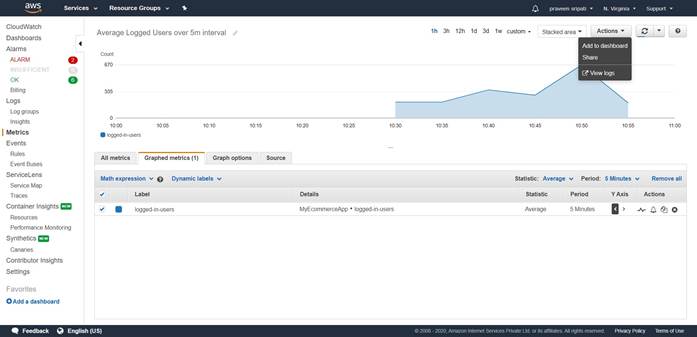 aws Services Resource Groups praveen sripati N. Virginia Support
CloudWatch
Dashboards
Alarms
ALARM 2
INSUFFICIENT
OK 6
Billing
Logs
Log groups
Insights
Metrics
Events
Rules
Event Buses
ServiceLens
Service Map
Traces
Container Insights NEW
Resources
Performance Monitoring
Synthetics NEW
Canaries
Contributor Insights
Settings
Favorites
Add a dashboard
Average Logged Users over 5m interval
1h 3h 12h 1d 3d 1w custom Stacked area Actions
Add to dashboard
Share
View logs
Count
670
335
0
10:00 10:05 10:10 10:15 10:20 10:25 10:30 10:35 10:40 10:45 10:50 10:55 11:00
logged-in-users
All metrics Graphed metrics (1) Graph options Source
Math expression Dynamic labels Statistic: Average Period: 5 Minutes Remove all
Label Details Statistic Period Y Axis Actions
logged-in-users MyEcommerceApp • logged-in-users Average 5 Minutes < >
Feedback English (US) © 2008 - 2020, Amazon Internet Services Private Ltd. or its affiliates. All rights reserved. Privacy Policy Terms of Use